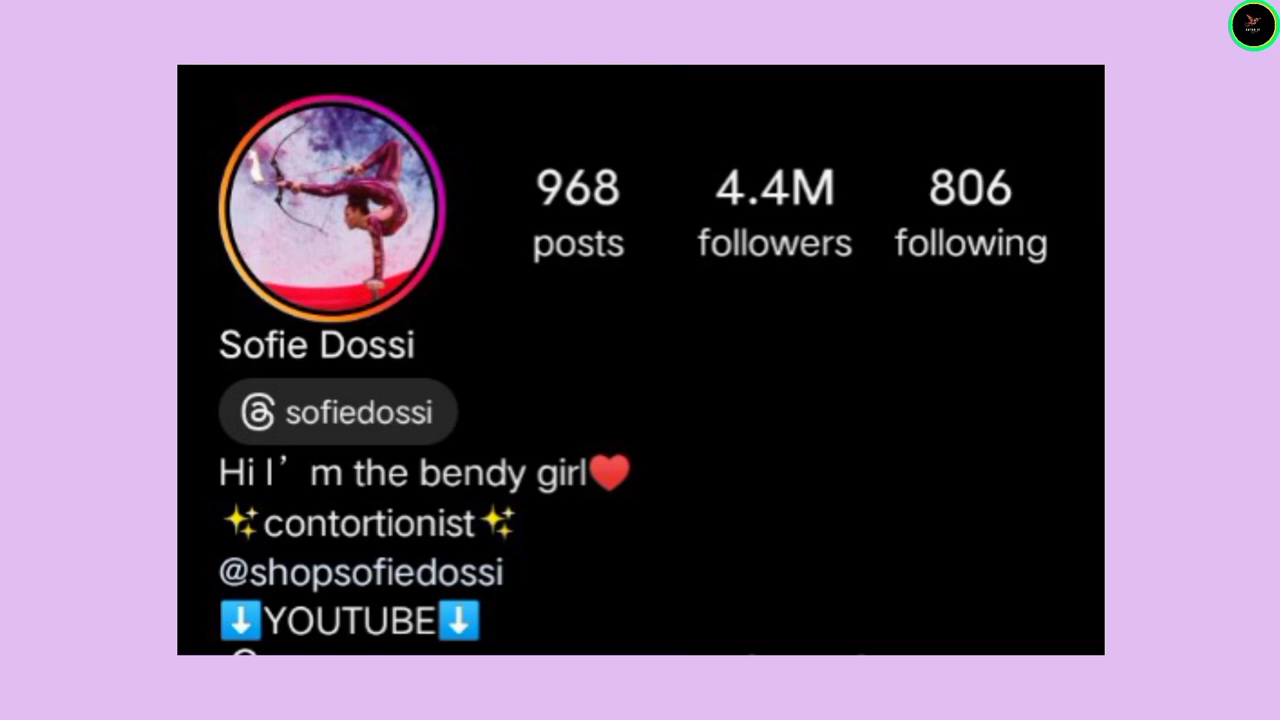 968 4.4M 806
posts followers following
Sofie Dossi
sofiedossi
Hi I’m the bendy girl❤️
✨contortionist✨
@shopsofiedossi
⬇️YOUTUBE⬇️